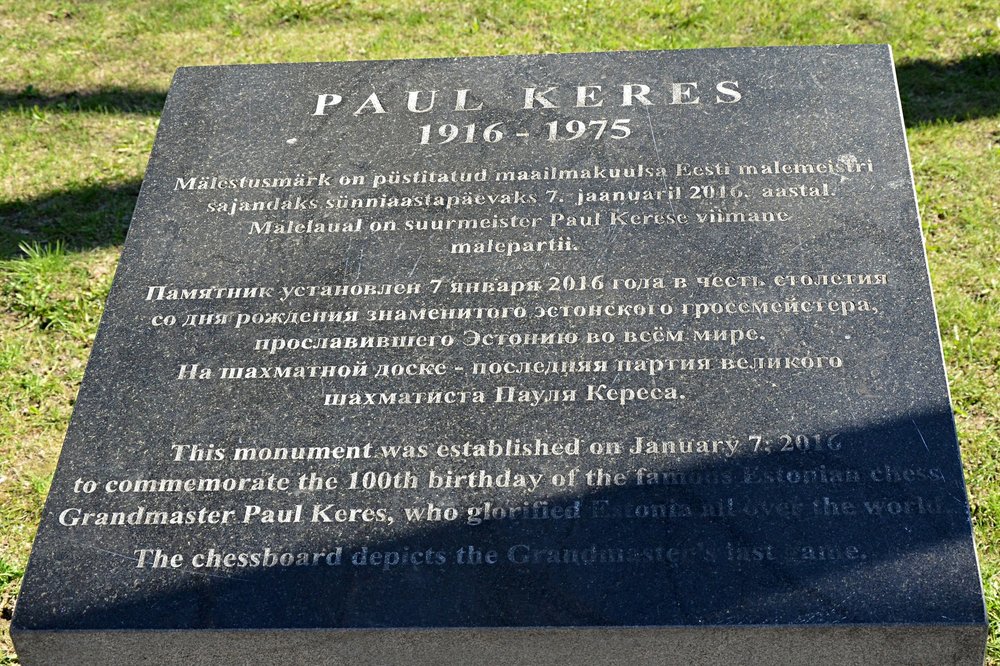 PAUL KERES
1916 - 1975
Mälestusmärk on püstitatud maailmakuulsa Eesti malemeistri
sajandaks sünniaastapäevaks 7. jaanuaril 2016. aastal.
Malelaual on suurmeister Paul Kerese viimane
malepartii.
Памятник установлен 7 января 2016 года в честь столетия
со дня рождения знаменитого эстонского гроссмейстера,
прославившего Эстонию во всём мире.
На шахматной доске - последняя партия великого
шахматиста Пауля Кереса.
This monument was established on January 7, 2016
to commemorate the 100th birthday of the famous Estonian chess
Grandmaster Paul Keres, who glorified Estonia all over the world.
The chessboard depicts the Grandmaster's last game.